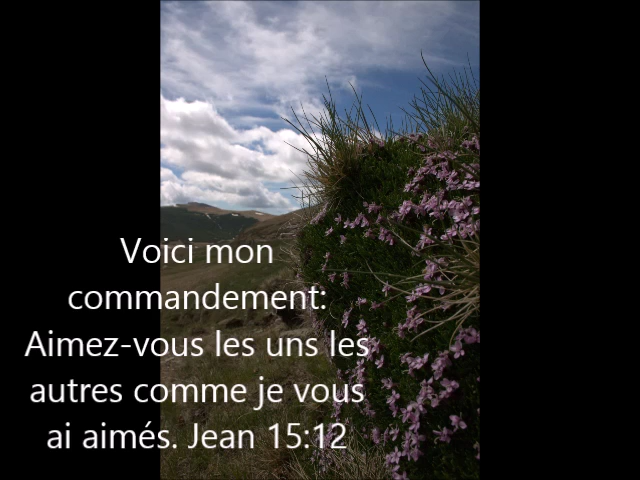 Voici mon
commandement:
Aimez-vous les uns les
autres comme je vous
ai aimés. Jean 15:12